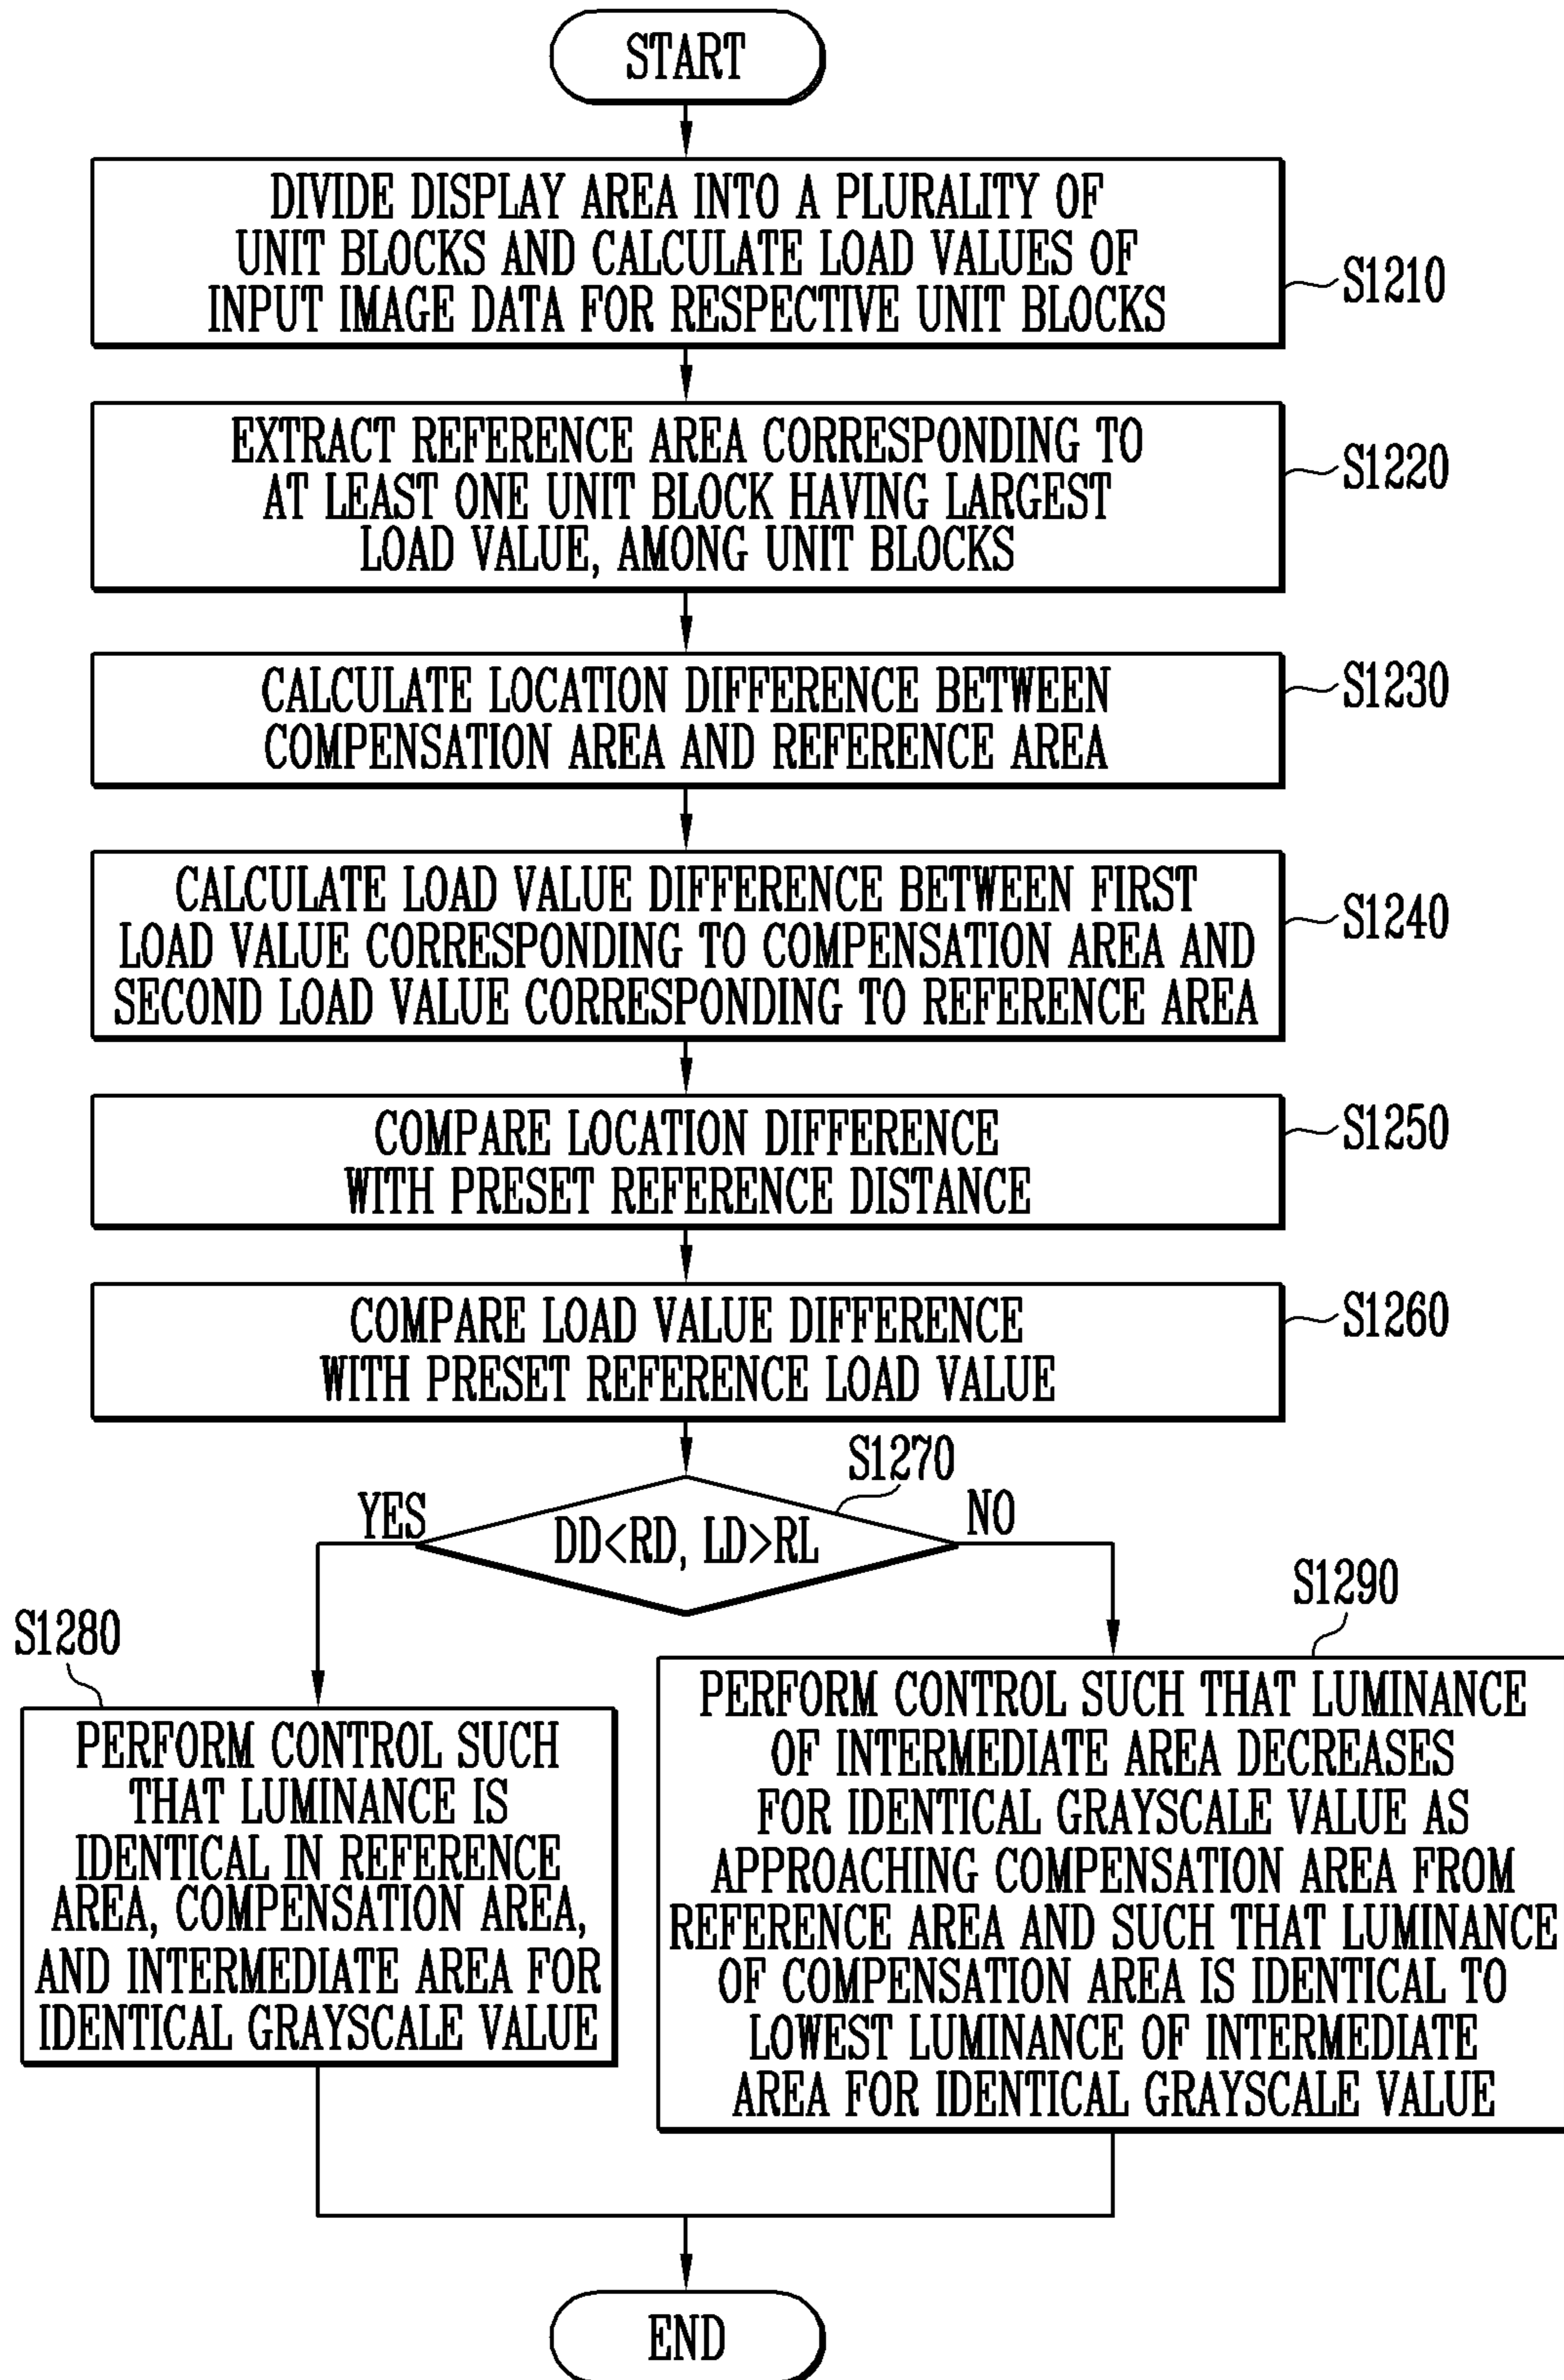 START
DIVIDE DISPLAY AREA INTO A PLURALITY OF
UNIT BLOCKS AND CALCULATE LOAD VALUES OF
INPUT IMAGE DATA FOR RESPECTIVE UNIT BLOCKS
S1210
EXTRACT REFERENCE AREA CORRESPONDING TO
AT LEAST ONE UNIT BLOCK HAVING LARGEST
LOAD VALUE, AMONG UNIT BLOCKS
S1220
CALCULATE LOCATION DIFFERENCE BETWEEN
COMPENSATION AREA AND REFERENCE AREA
S1230
CALCULATE LOAD VALUE DIFFERENCE BETWEEN FIRST
LOAD VALUE CORRESPONDING TO COMPENSATION AREA AND
SECOND LOAD VALUE CORRESPONDING TO REFERENCE AREA
S1240
COMPARE LOCATION DIFFERENCE
WITH PRESET REFERENCE DISTANCE
S1250
COMPARE LOAD VALUE DIFFERENCE
WITH PRESET REFERENCE LOAD VALUE
S1260
S1270
YES
DD<RD, LD>RL
NO
S1280
PERFORM CONTROL SUCH
THAT LUMINANCE IS
IDENTICAL IN REFERENCE
AREA, COMPENSATION AREA,
AND INTERMEDIATE AREA FOR
IDENTICAL GRAYSCALE VALUE
S1290
PERFORM CONTROL SUCH THAT LUMINANCE
OF INTERMEDIATE AREA DECREASES
FOR IDENTICAL GRAYSCALE VALUE AS
APPROACHING COMPENSATION AREA FROM
REFERENCE AREA AND SUCH THAT LUMINANCE
OF COMPENSATION AREA IS IDENTICAL TO
LOWEST LUMINANCE OF INTERMEDIATE
AREA FOR IDENTICAL GRAYSCALE VALUE
END